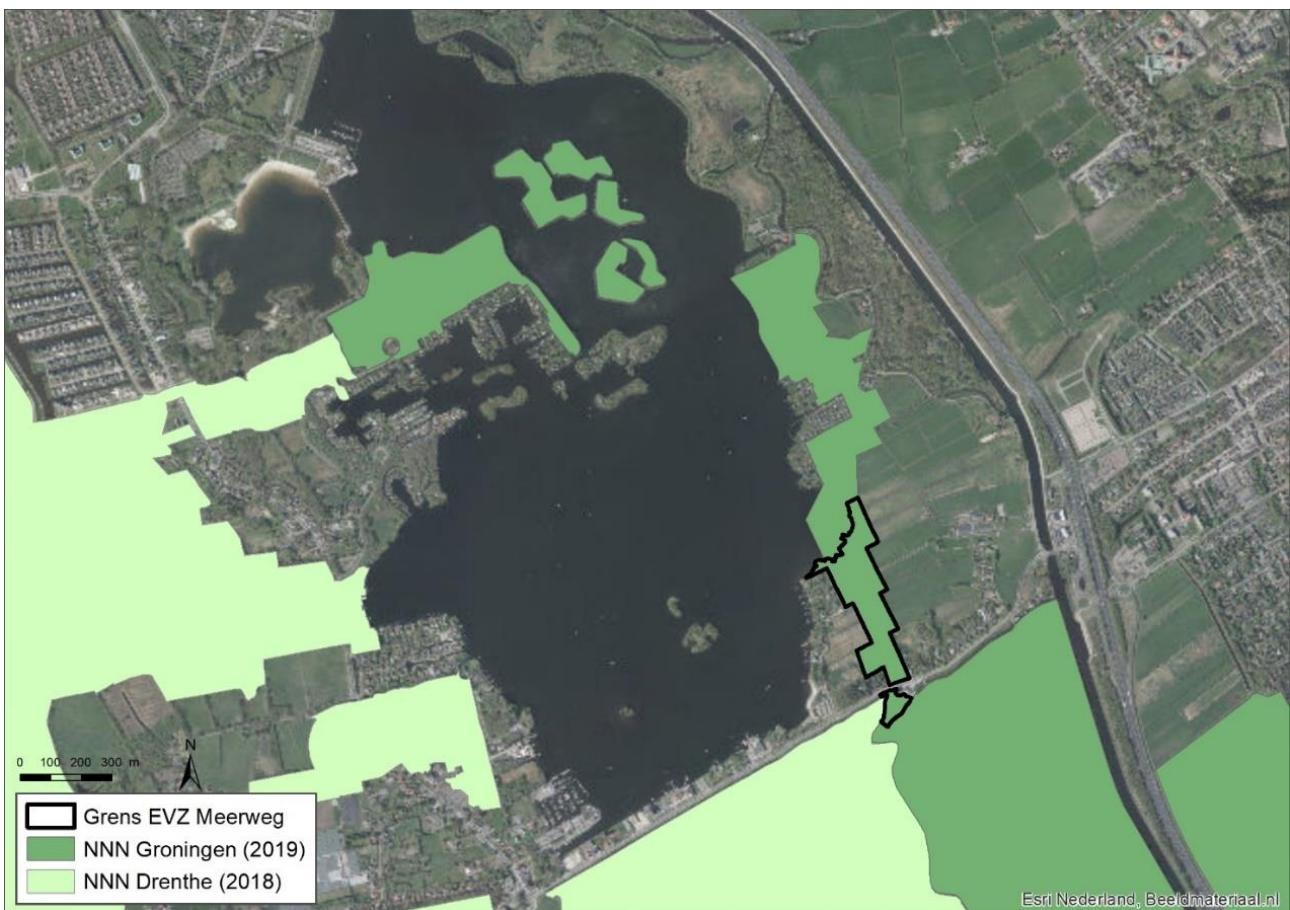 N
0 100 200 300 m
Grens EVZ Meerweg
NNN Groningen (2019)
NNN Drenthe (2018)
Esri Nederland, Beeldmateriaal.nl